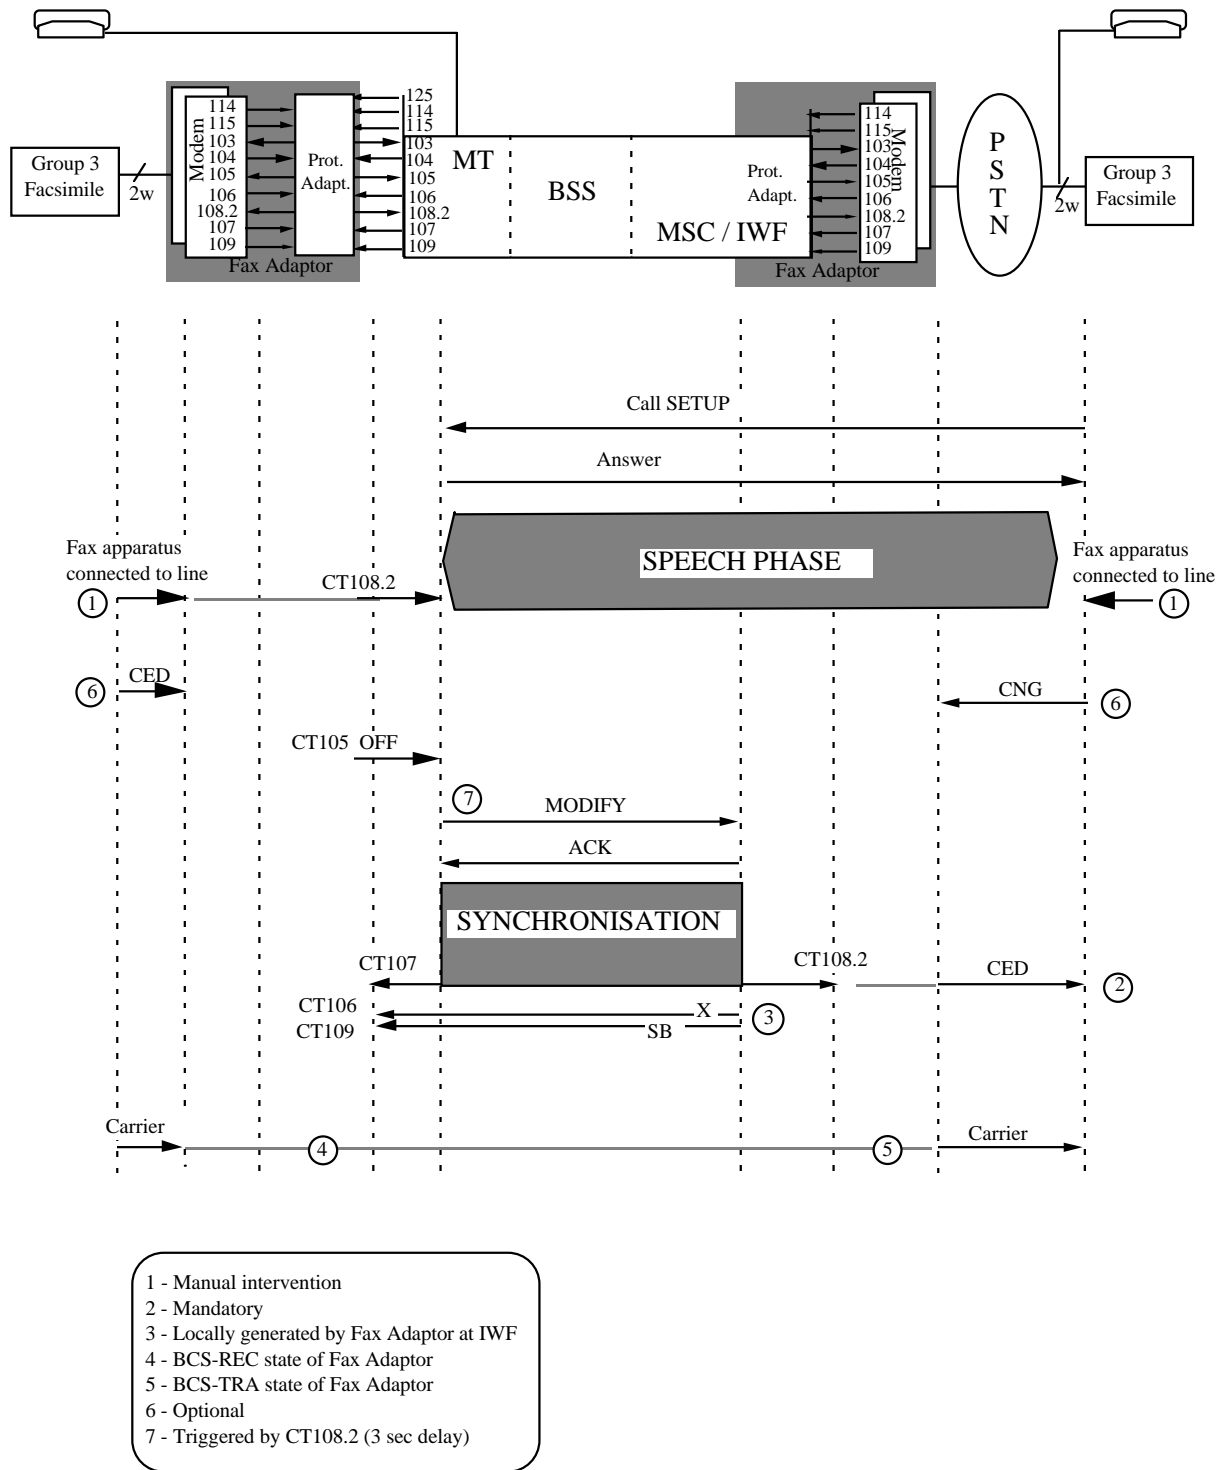 125
114
115
103
104
105
106
108.2
107
109
114
115
103
104
105
106
108.2
107
109
114
115
103
104
105
106
108.2
107
109
Modem
Prot.
Adapt.
Group 3
Facsimile
2w
Fax Adaptor
MT
BSS
MSC / IWF
Prot.
Adapt.
Modem
Fax Adaptor
P
S
T
N
2w
Group 3
Facsimile
Call SETUP
Answer
SPEECH PHASE
Fax apparatus
connected to line
1
CT108.2
Fax apparatus
connected to line
1
6
CED
CNG
6
CT105 OFF
7
MODIFY
ACK
SYNCHRONISATION
CT107
CT108.2
CED
2
CT106
X
3
CT109
SB
Carrier
4
5
Carrier
1 - Manual intervention
2 - Mandatory
3 - Locally generated by Fax Adaptor at IWF
4 - BCS-REC state of Fax Adaptor
5 - BCS-TRA state of Fax Adaptor
6 - Optional
7 - Triggered by CT108.2 (3 sec delay)